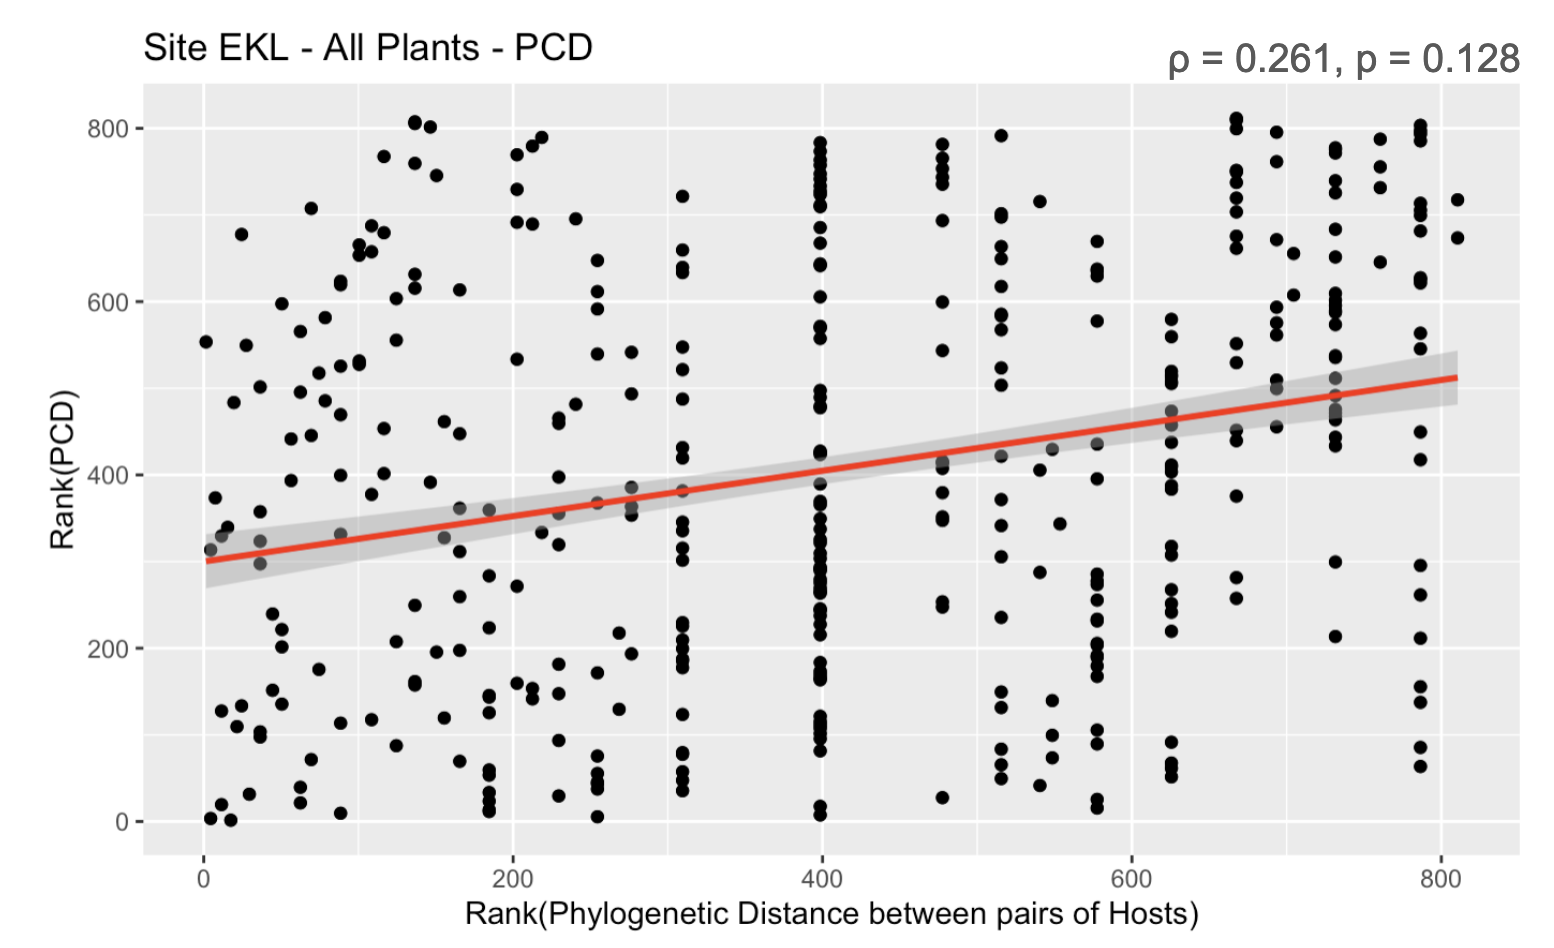 Site EKL - All Plants - PCD
ρ = 0.261, p = 0.128
Rank(PCD)
800
600
400
200
0
0 200 400 600 800
Rank(Phylogenetic Distance between pairs of Hosts)